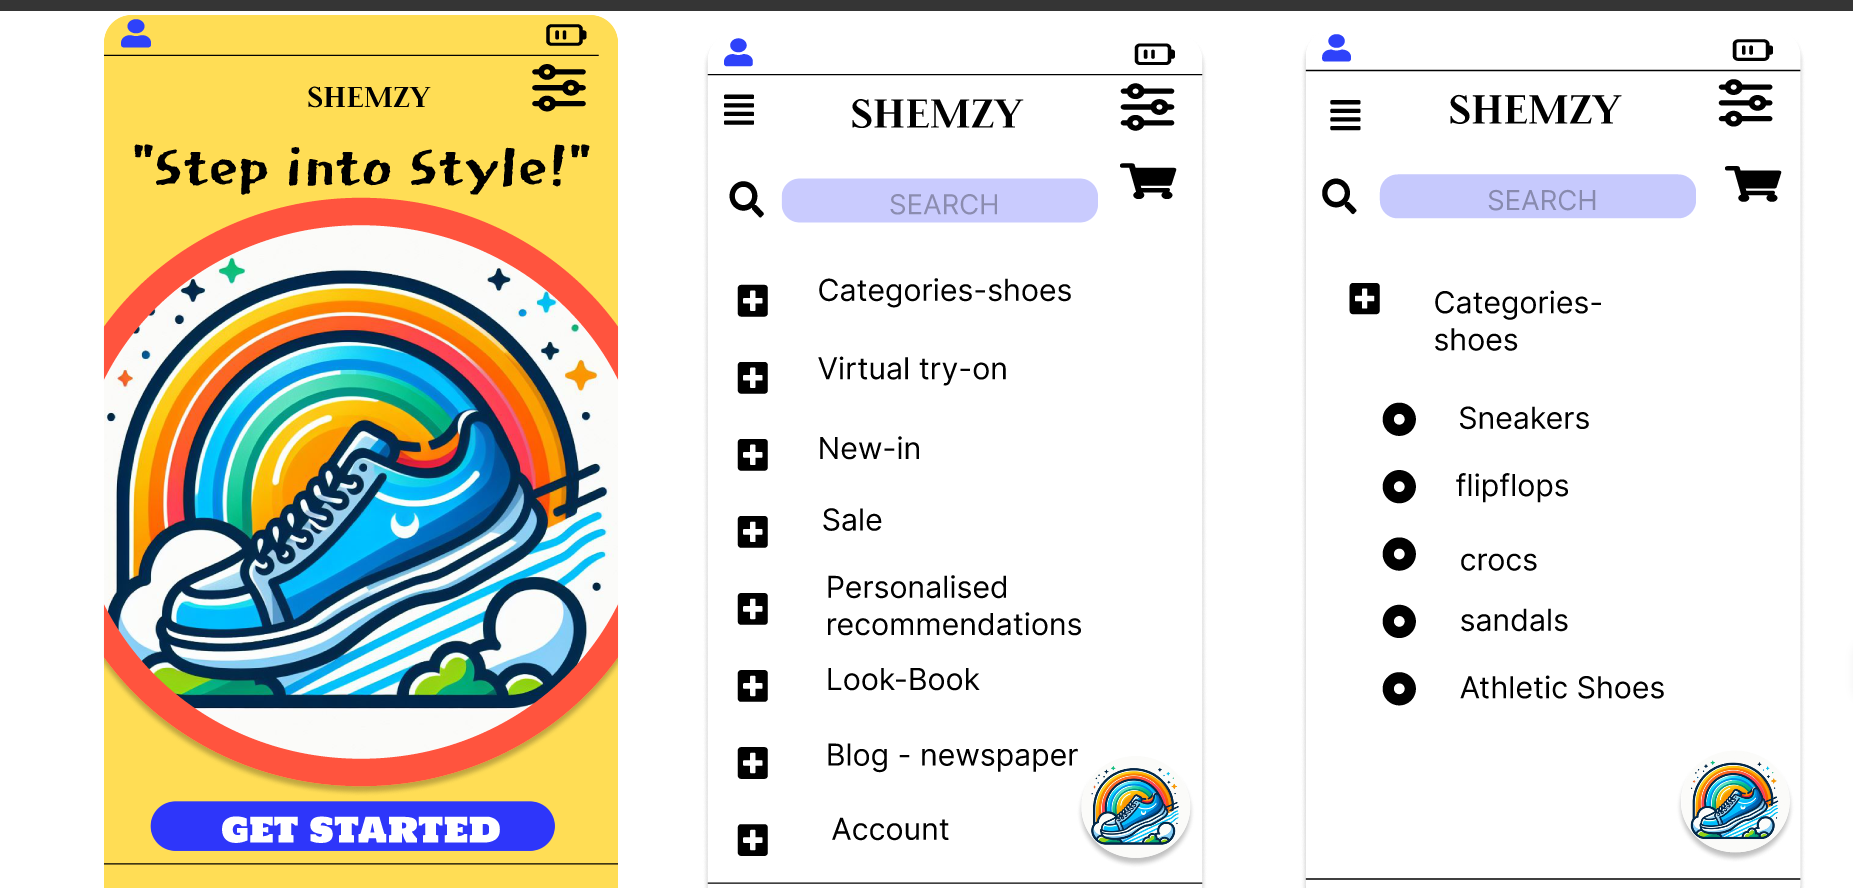 SHEMZY
"Step into Style!"
GET STARTED
SHEMZY
SEARCH
Categories-shoes
Virtual try-on
New-in
Sale
Personalised
recommendations
Look-Book
Blog - newspaper
Account
SHEMZY
SEARCH
Categories-
shoes
Sneakers
flipflops
crocs
sandals
Athletic Shoes